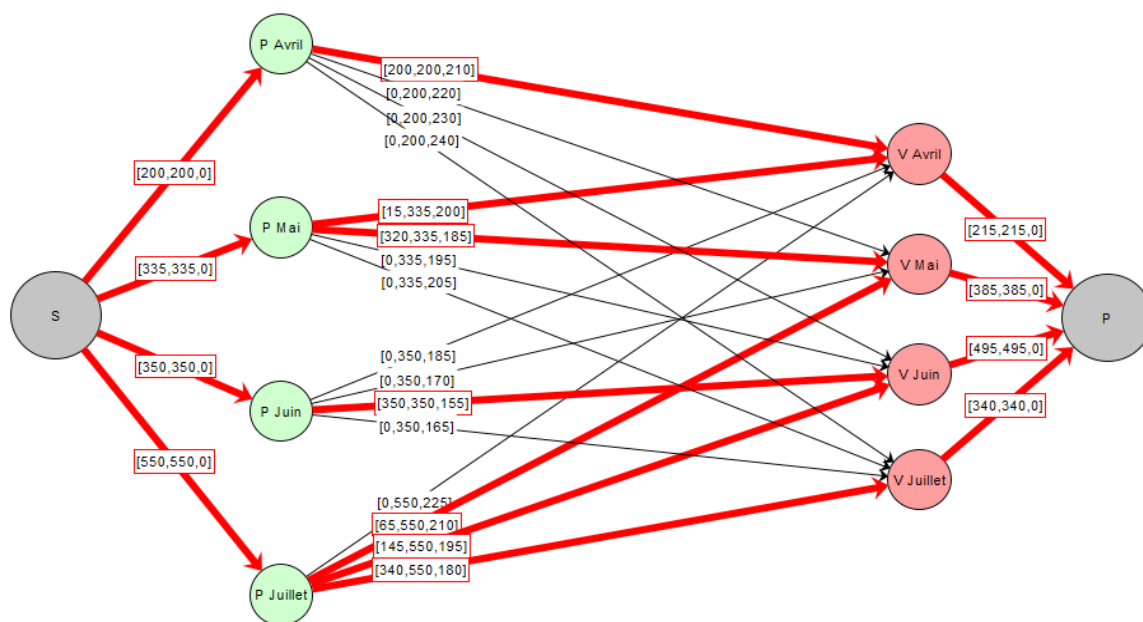 P Avril
[200,200,210]
[0,200,220]
[0,200,230]
[0,200,240]
V Avril
[200,200,0]
P Mai
[15,335,200]
[320,335,185]
[0,335,195]
[0,335,205]
[215,215,0]
[335,335,0]
V Mai
[385,385,0]
S
P
[350,350,0]
[0,350,185]
[0,350,170]
[350,350,155]
[0,350,165]
P Juin
V Juin
[495,495,0]
[340,340,0]
[550,550,0]
V Juillet
[0,550,225]
[65,550,210]
[145,550,195]
[340,550,180]
P Juillet